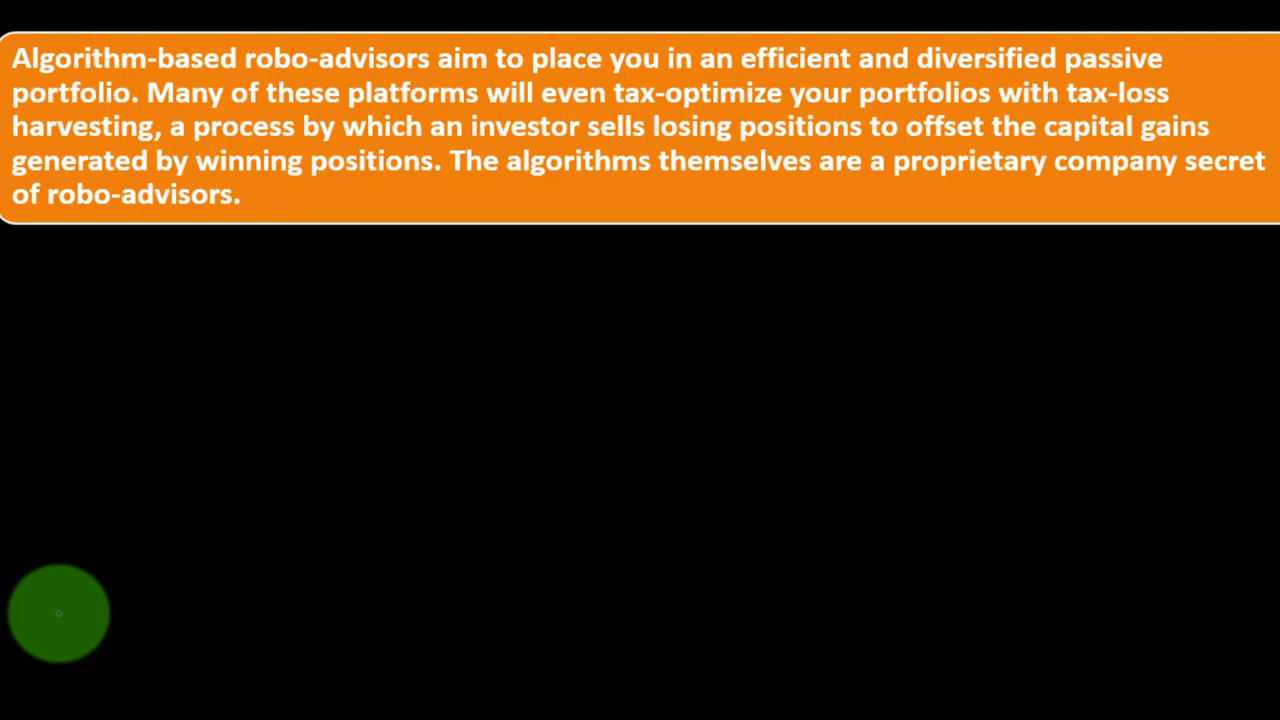 Algorithm-based robo-advisors aim to place you in an efficient and diversified passive
portfolio. Many of these platforms will even tax-optimize your portfolios with tax-loss
harvesting, a process by which an investor sells losing positions to offset the capital gains
generated by winning positions. The algorithms themselves are a proprietary company secret
of robo-advisors.